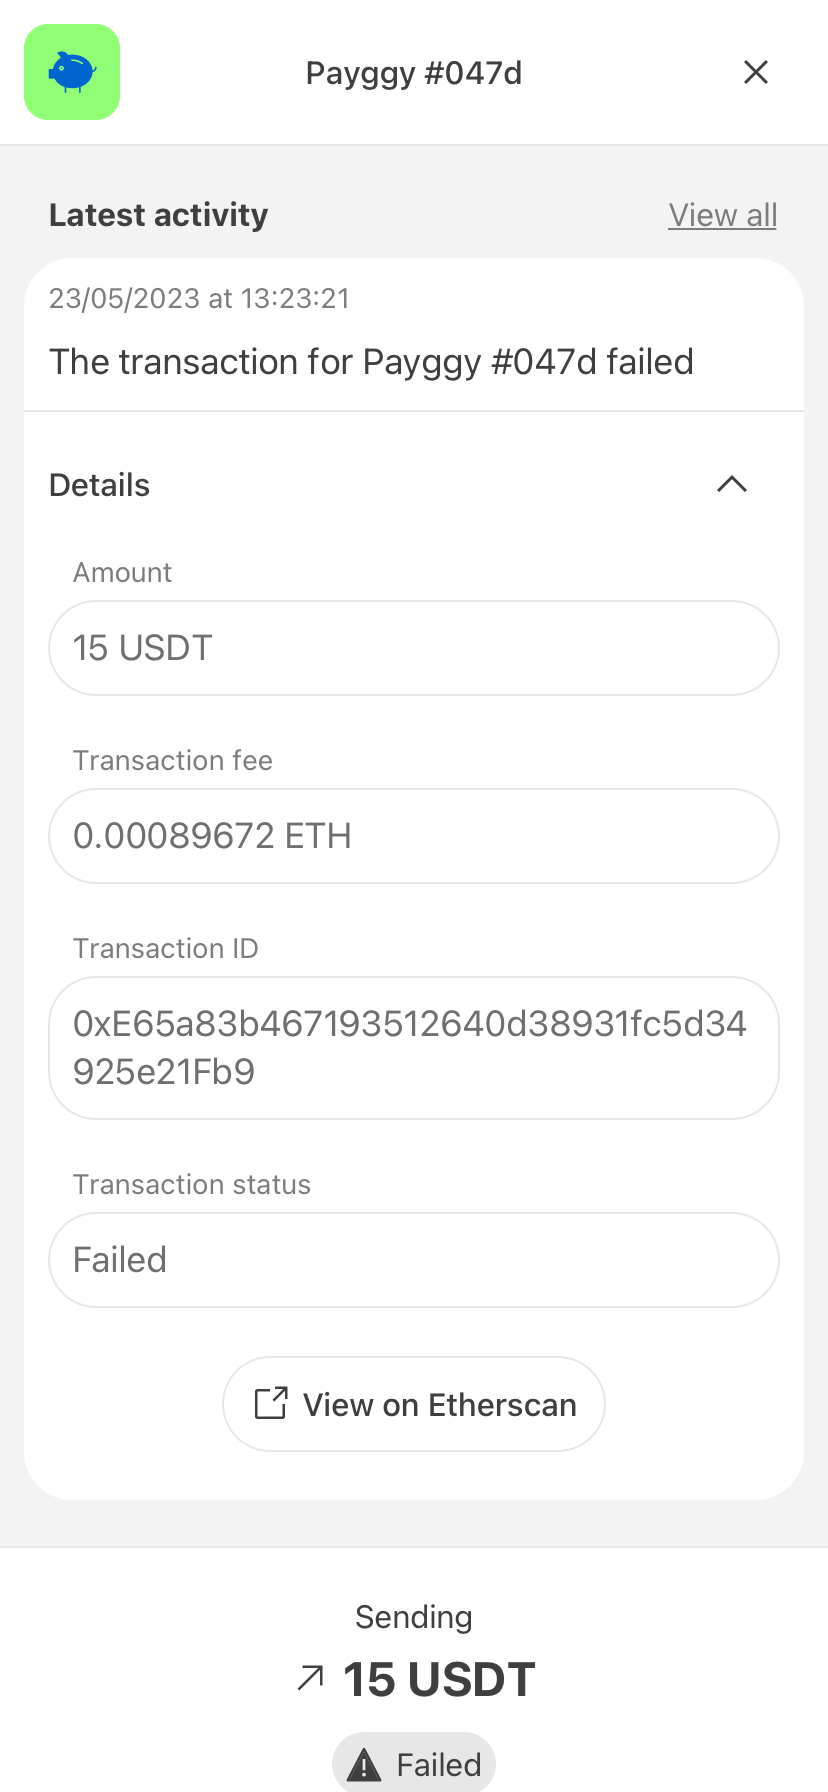 Payggy #047d
Latest activity
View all
23/05/2023 at 13:23:21
The transaction for Payggy #047d failed
Details
Amount
15 USDT
Transaction fee
0.00089672 ETH
Transaction ID
0xE65a83b467193512640d38931fc5d34
925e21Fb9
Transaction status
Failed
View on Etherscan
Sending
15 USDT
Failed